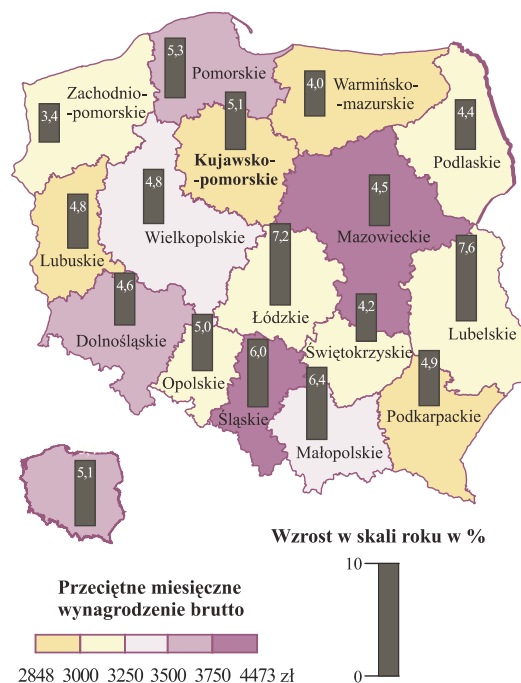 5,3
Pomorskie
4,0
Warmińsko-
-mazurskie
Zachodnio-
-pomorskie
3,4
5,1
4,4
Podlaskie
Kujawsko-
-pomorskie
4,8
4,5
4,8
Wielkopolskie
Mazowieckie
7,2
7,6
Lubuskie
4,6
Łódzkie
4,2
Lubelskie
Dolnośląskie
5,0
Świętokrzyskie
6,0
4,9
Opolskie
6,4
Śląskie
Podkarpackie
Małopolskie
5,1
Wzrost w skali roku w %
10
0
Przeciętne miesięczne
wynagrodzenie brutto
2848 3000 3250 3500 3750 4473 zł